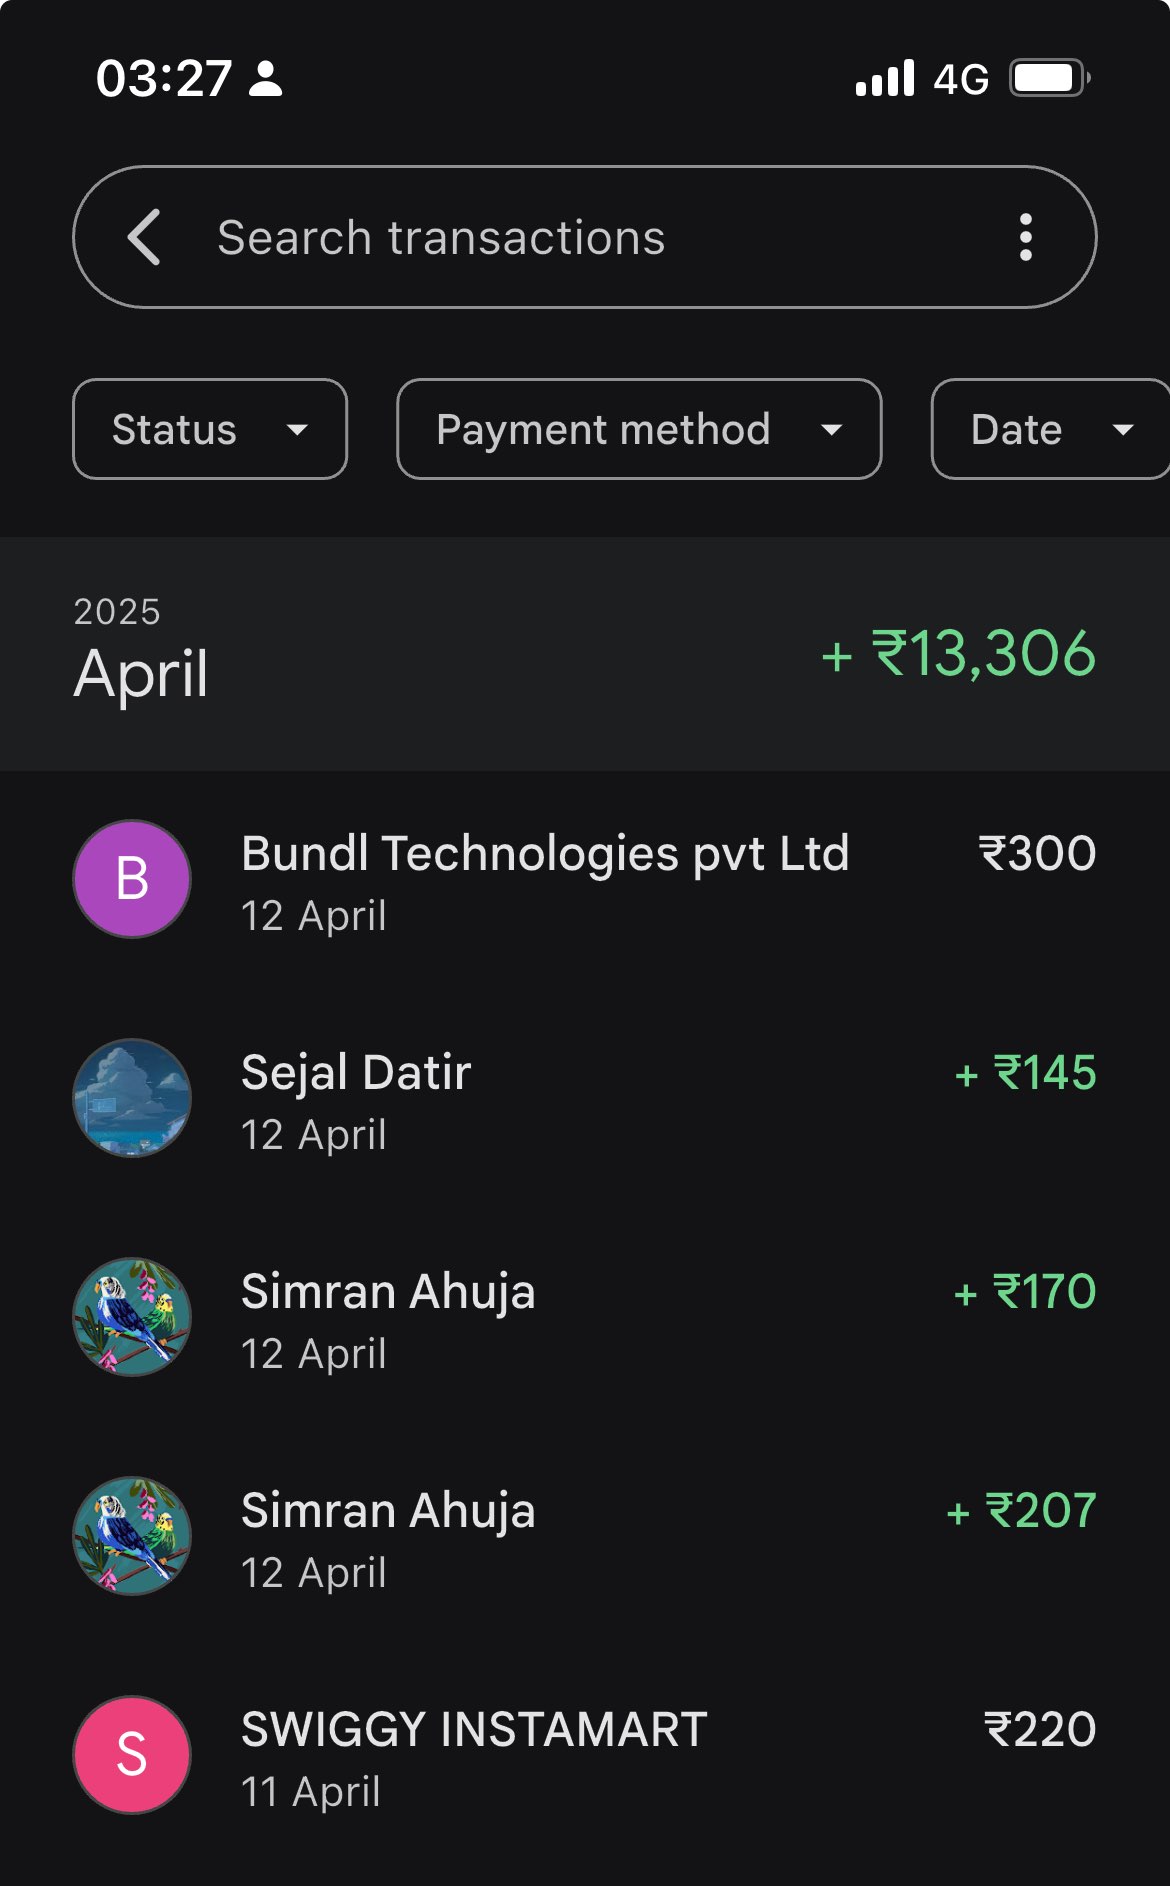 03:27 4G
Search transactions
Status Payment method Date
2025
April + ₹13,306
B Bundl Technologies pvt Ltd ₹300
12 April
Sejal Datir + ₹145
12 April
Simran Ahuja + ₹170
12 April
Simran Ahuja + ₹207
12 April
S SWIGGY INSTAMART ₹220
11 April